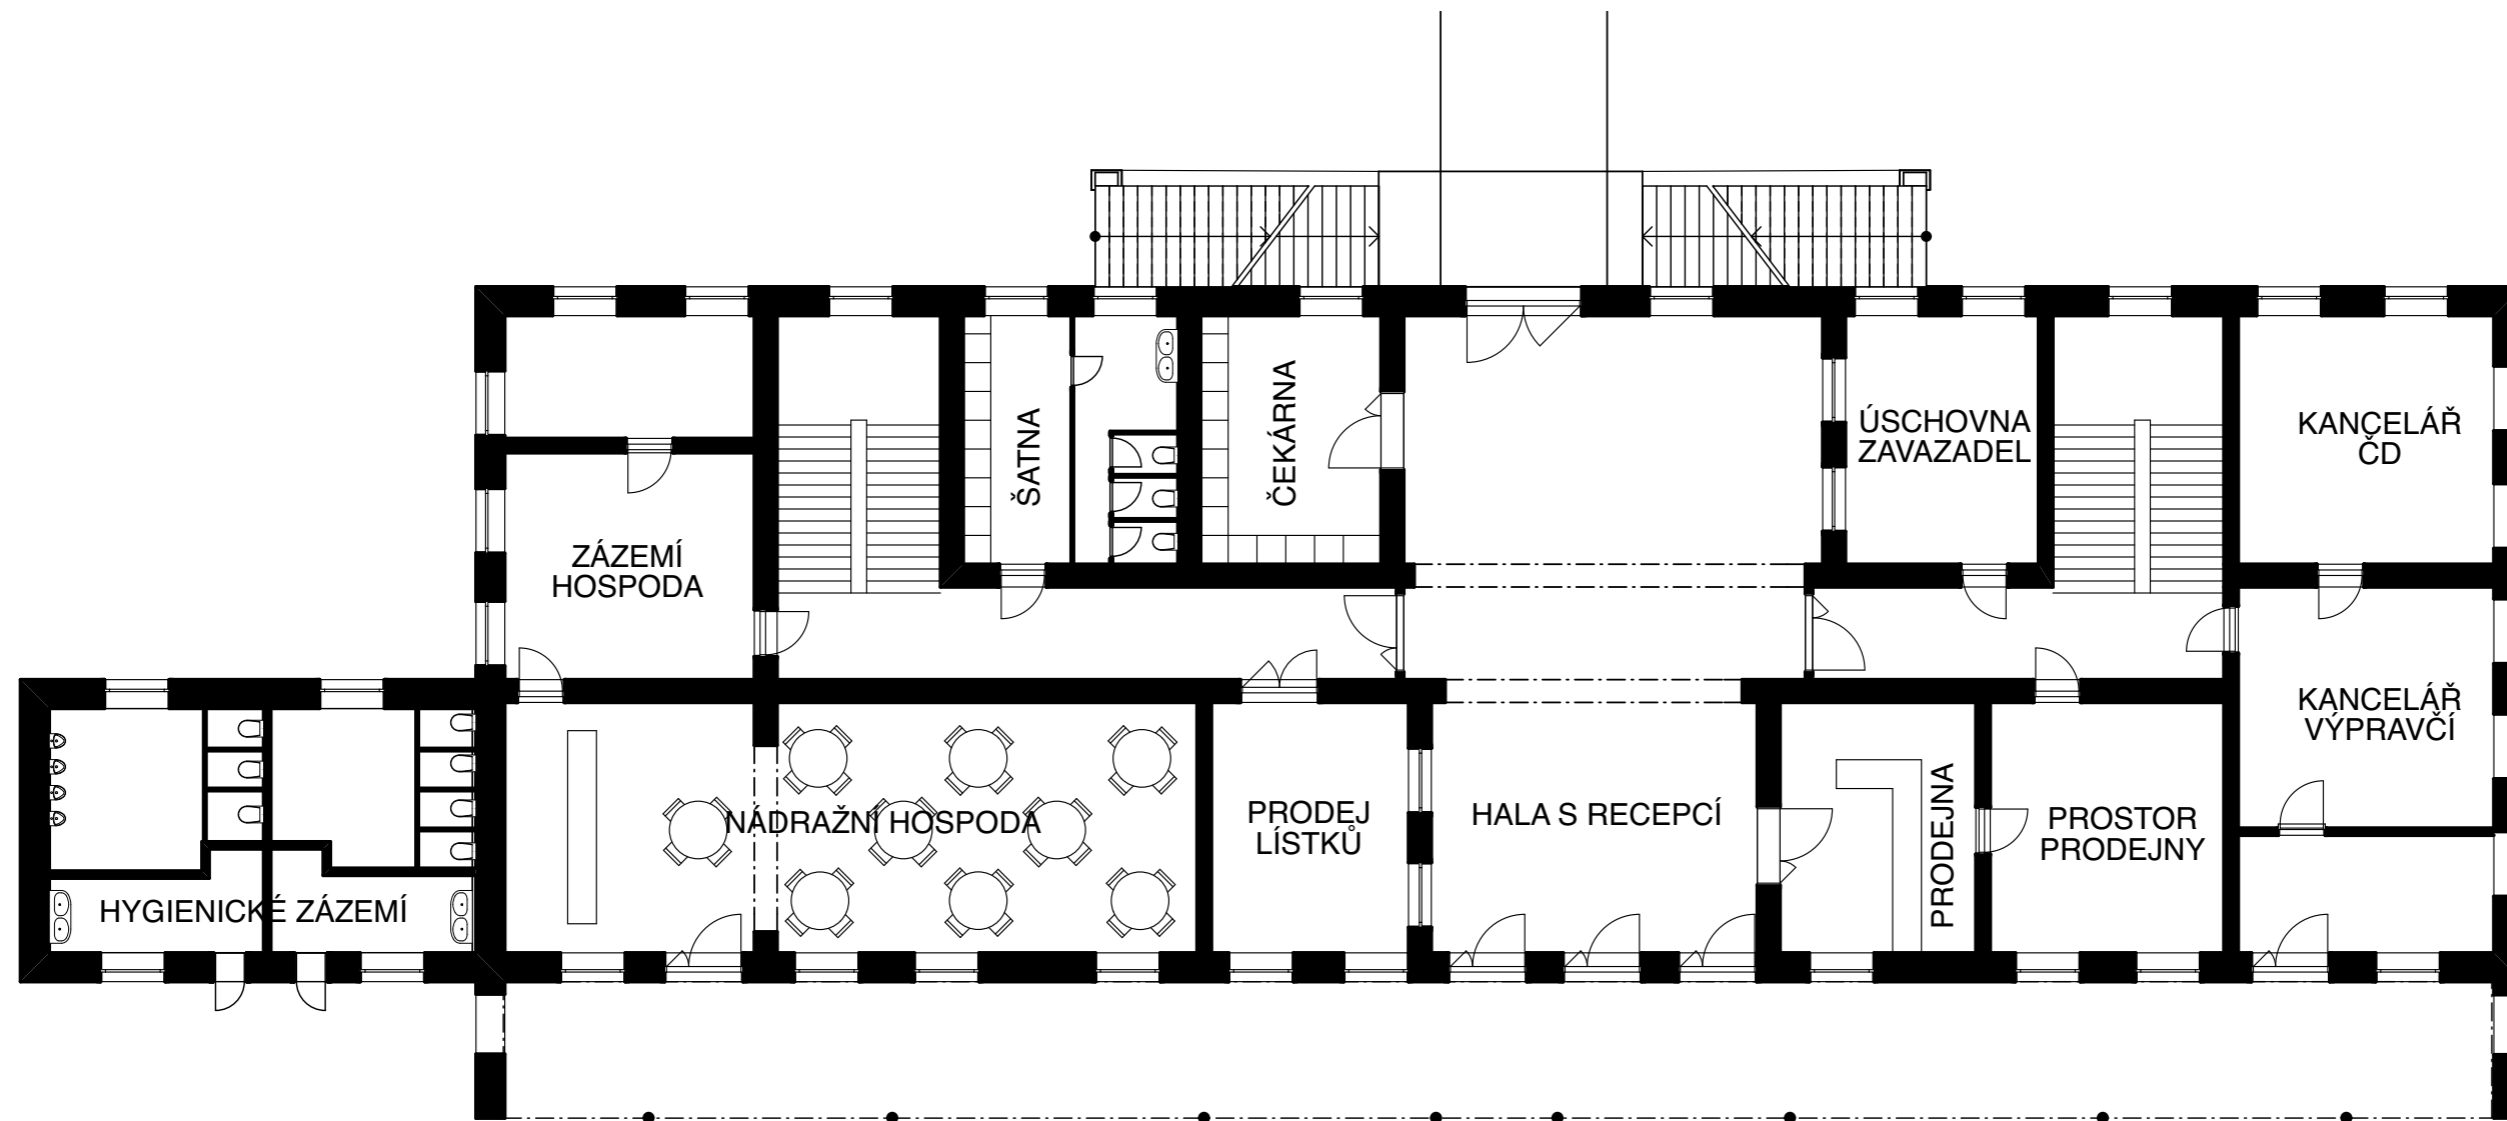 ŠATNA
ČEKÁRNA
ÚSCHOVNA
ZAVAZADEL
KANCELÁŘ
ČD
ZÁZEMÍ
HOSPODA
KANCELÁŘ
VÝPRAVČÍ
NÁDRAŽNÍ HOSPODA
PRODEJ
LÍSTKŮ
HALA S RECEPCÍ
PRODEJNA
PROSTOR
PRODEJNY
HYGIENICKÉ ZÁZEMÍ